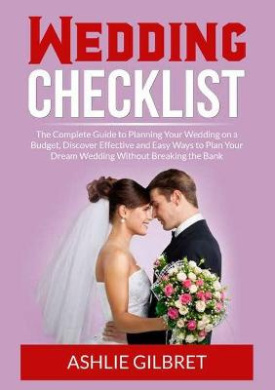 WEDDING
CHECKLIST
The Complete Guide to Planning Your Wedding on a
Budget, Discover Effective and Easy Ways to Plan Your
Dream Wedding Without Breaking the Bank
ASHLIE GILBRET